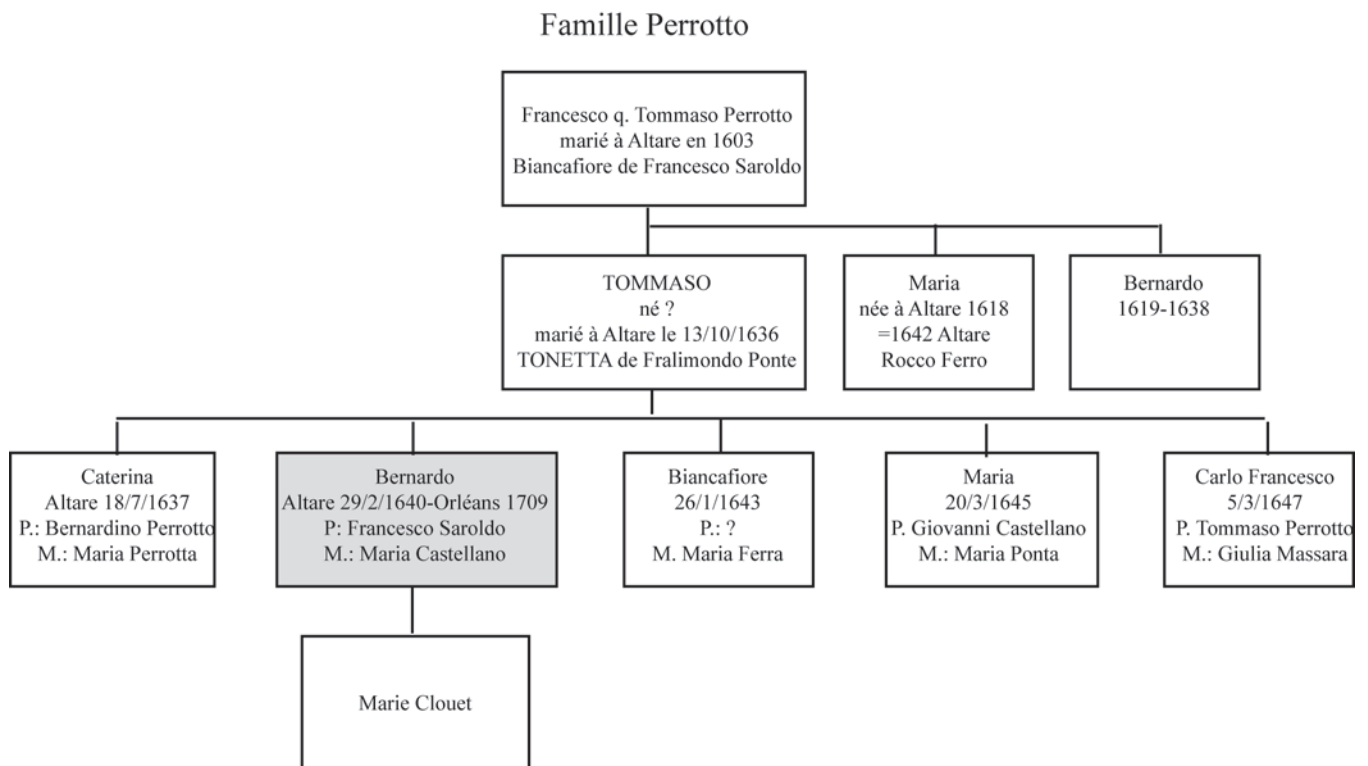 Famille Perrotto
Francesco q. Tommaso Perrotto
marié à Altare en 1603
Biancafiore de Francesco Saroldo
TOMMASO
né ?
marié à Altare le 13/10/1636
TONETTA de Fralimondo Ponte
Maria
née à Altare 1618
=1642 Altare
Rocco Ferro
Bernardo
1619-1638
Caterina
Altare 18/7/1637
P.: Bernardino Perrotto
M.: Maria Perrotta
Bernardo
Altare 29/2/1640-Orléans 1709
P: Francesco Saroldo
M.: Maria Castellano
Biancafiore
26/1/1643
P.: ?
M. Maria Ferra
Maria
20/3/1645
P. Giovanni Castellano
M.: Maria Ponta
Carlo Francesco
5/3/1647
P. Tommaso Perrotto
M.: Giulia Massara
Marie Clouet